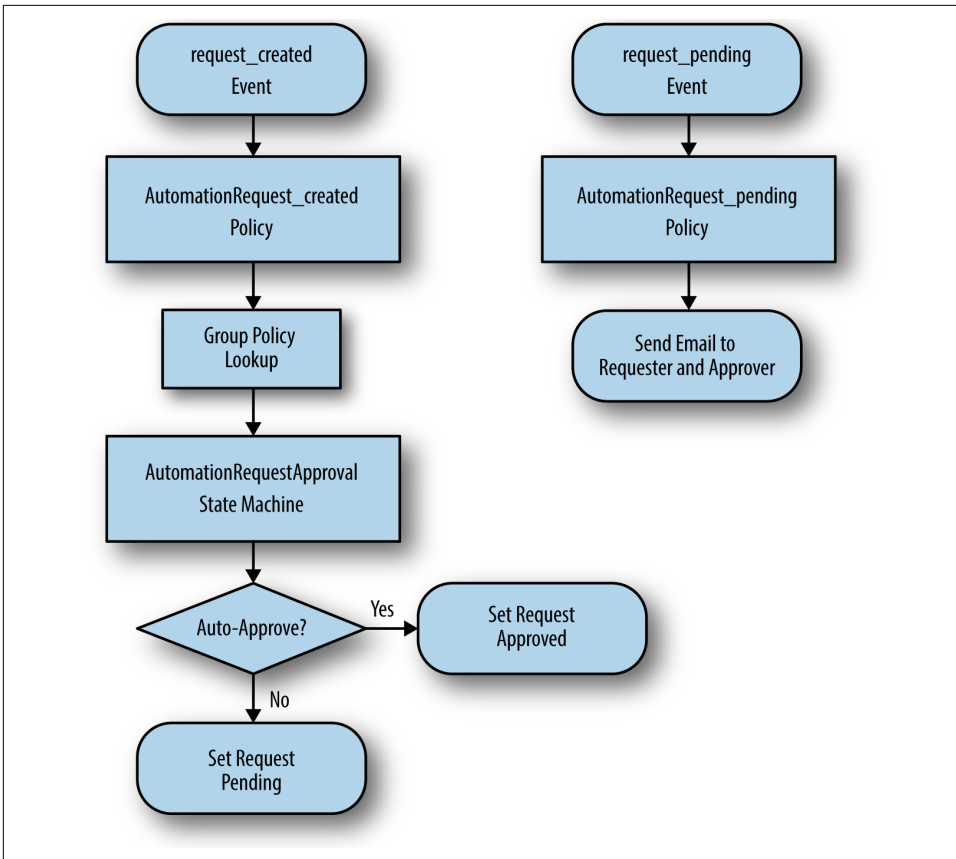 request_created
Event
AutomationRequest_created
Policy
Group Policy
Lookup
AutomationRequestApproval
State Machine
Auto-Approve?
Yes
Set Request
Approved
No
Set Request
Pending
request_pending
Event
AutomationRequest_pending
Policy
Send Email to
Requester and Approver